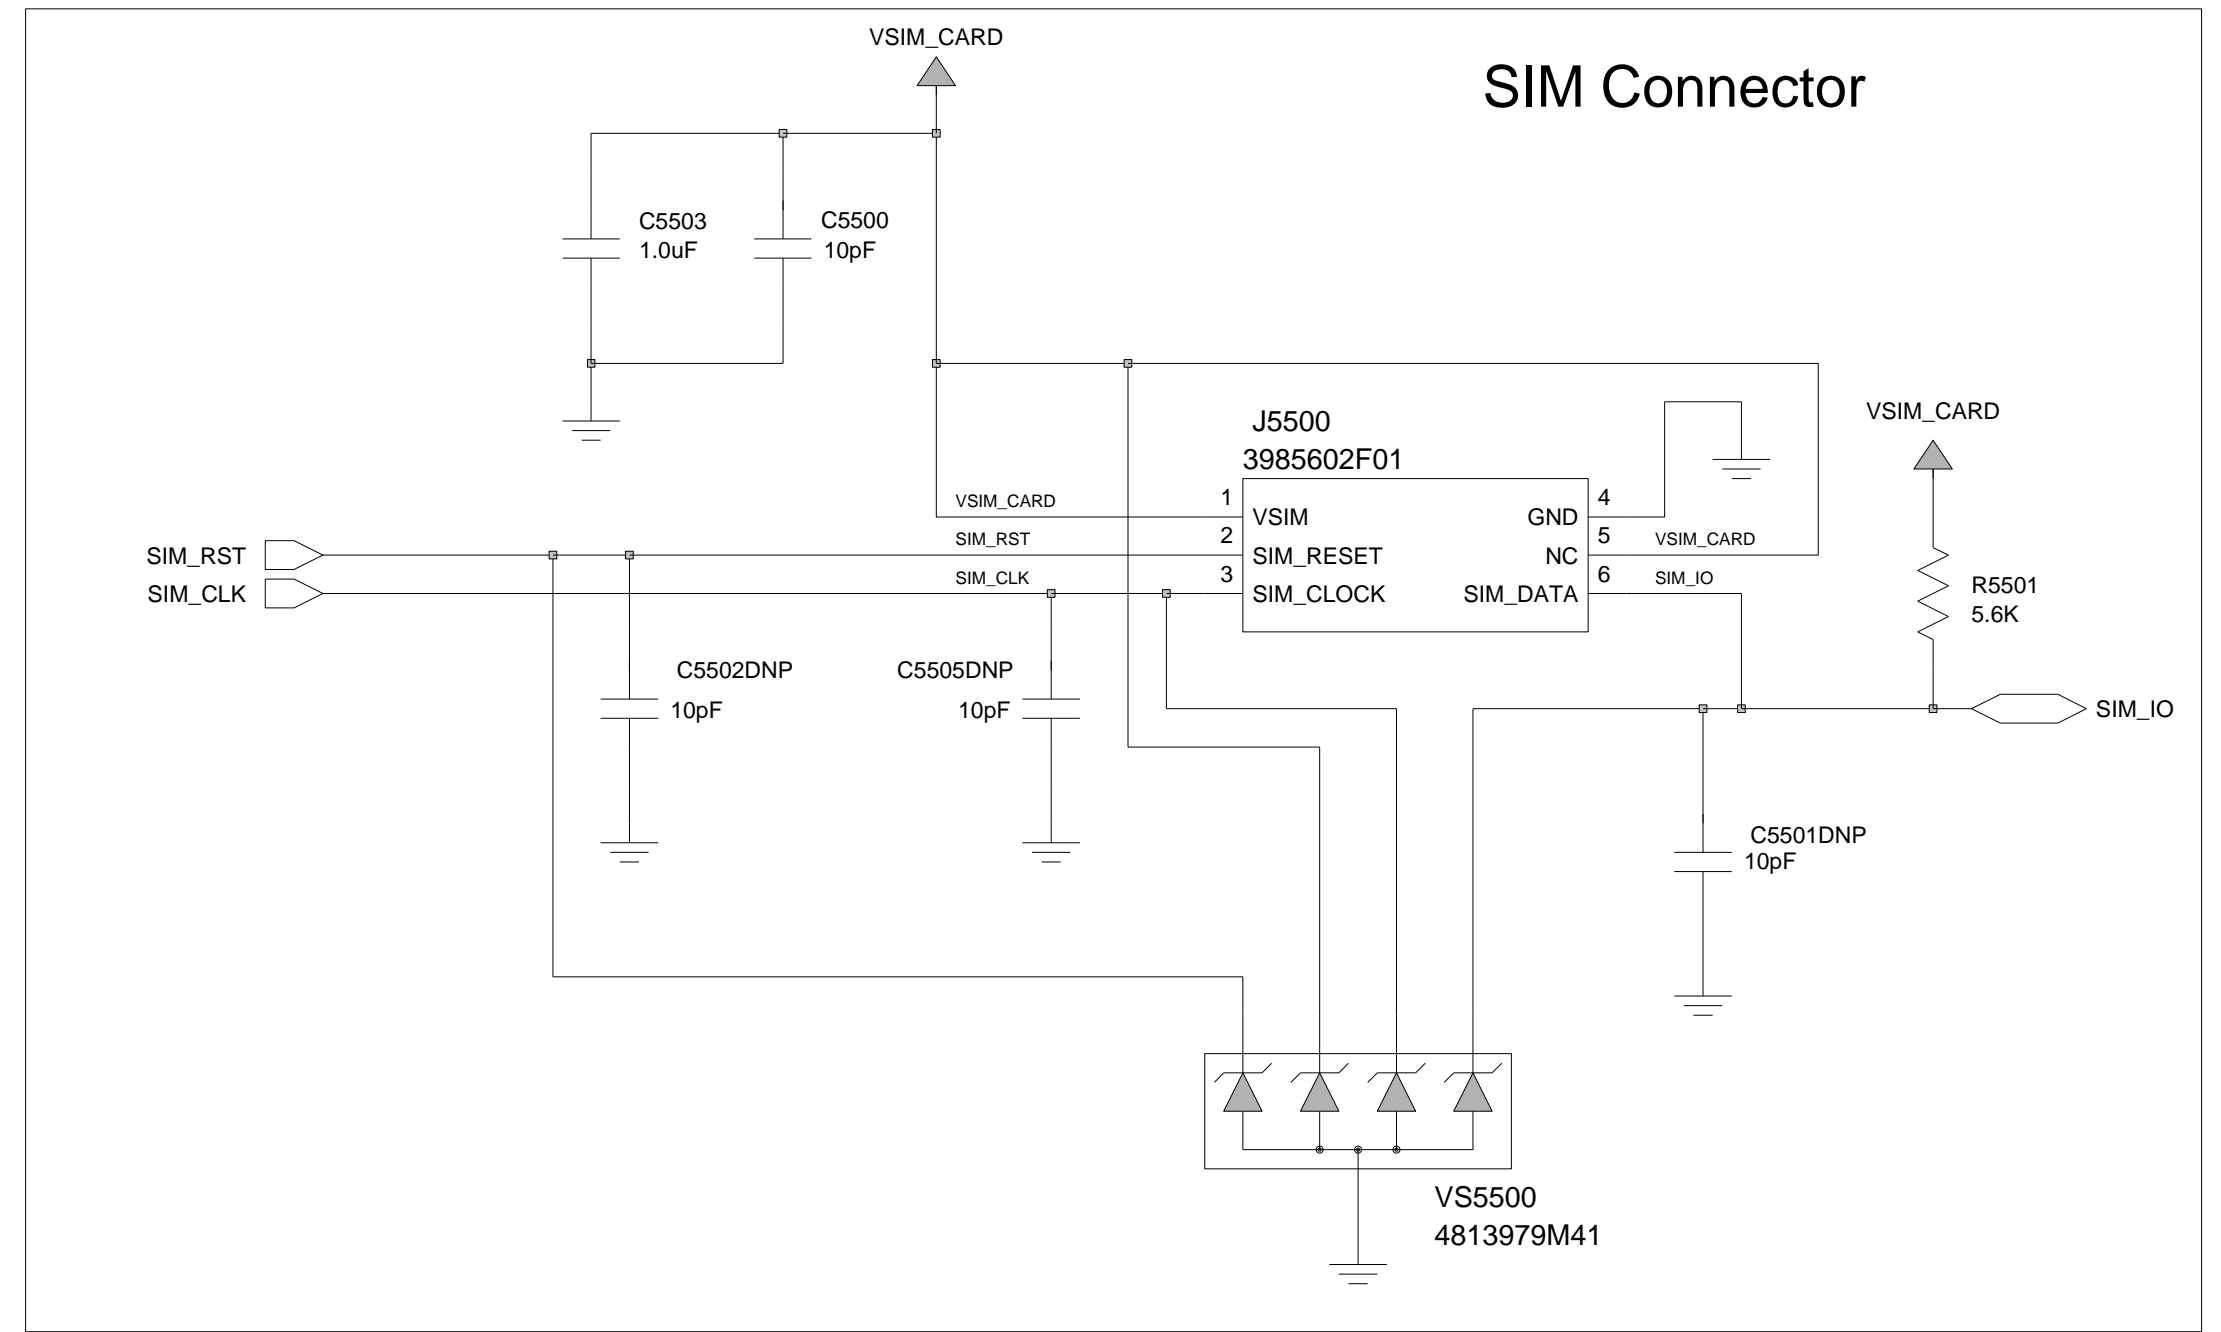 VSIM_CARD
SIM Connector
C5503
1.0uF
C5500
10pF
VSIM_CARD
J5500
3985602F01
VSIM_CARD
SIM_RST
SIM_CLK
1
2
3
VSIM
SIM_RESET
SIM_CLOCK
GND
NC
SIM_DATA
4
5
6
VSIM_CARD
SIM_IO
SIM_RST
SIM_CLK
R5501
5.6K
C5502DNP
10pF
C5505DNP
10pF
SIM_IO
C5501DNP
10pF
VS5500
4813979M41